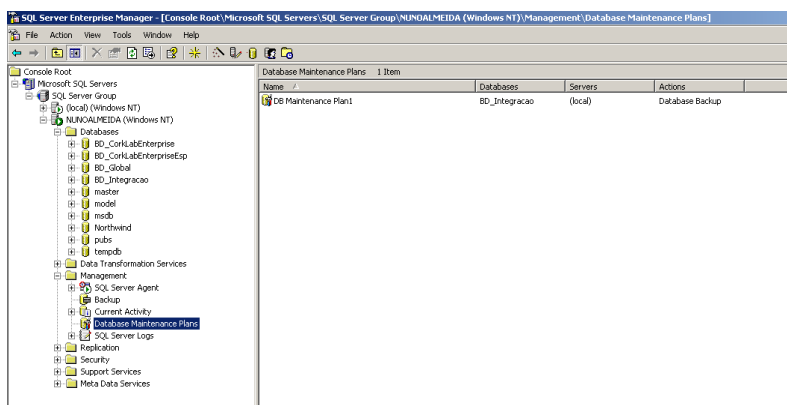 SQL Server Enterprise Manager - [Console Root\Microsoft SQL Servers\SQL Server Group\NUNOALMEIDA (Windows NT)\Management\Database Maintenance Plans]
File Action View Tools Window Help
Console Root
Microsoft SQL Servers
SQL Server Group
(local) (Windows NT)
NUNOALMEIDA (Windows NT)
Databases
BD_CorkLabEnterprise
BD_CorkLabEnterpriseEsp
BD_Global
BD_Integracao
master
model
msdb
Northwind
pubs
tempdb
Data Transformation Services
Management
SQL Server Agent
Backup
Current Activity
Database Maintenance Plans
SQL Server Logs
Replication
Security
Support Services
Meta Data Services
Database Maintenance Plans 1 Item
Name Databases Servers Actions
DB Maintenance Plan1 BD_Integracao (local) Database Backup